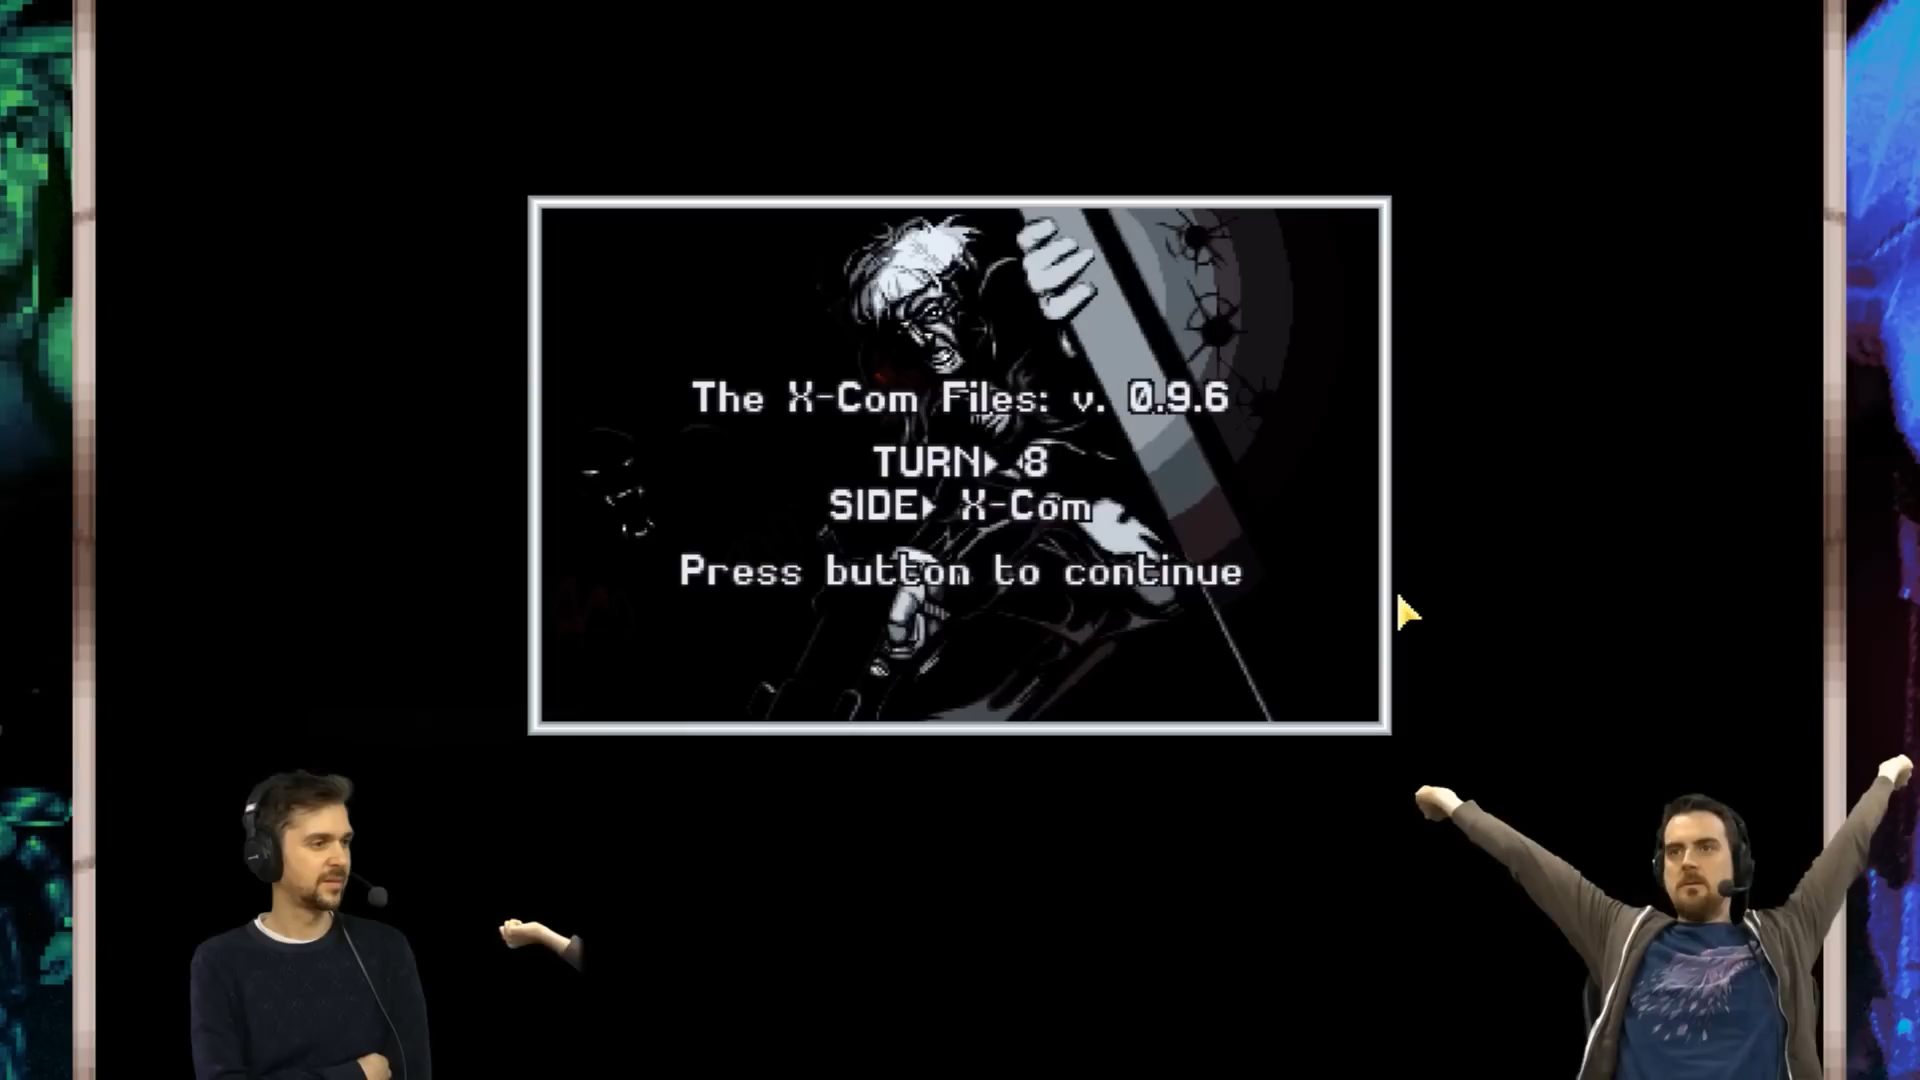 The X-Com Files: v. 0.9.6
TURN▸ 8
SIDE▸ X-Com
Press button to continue